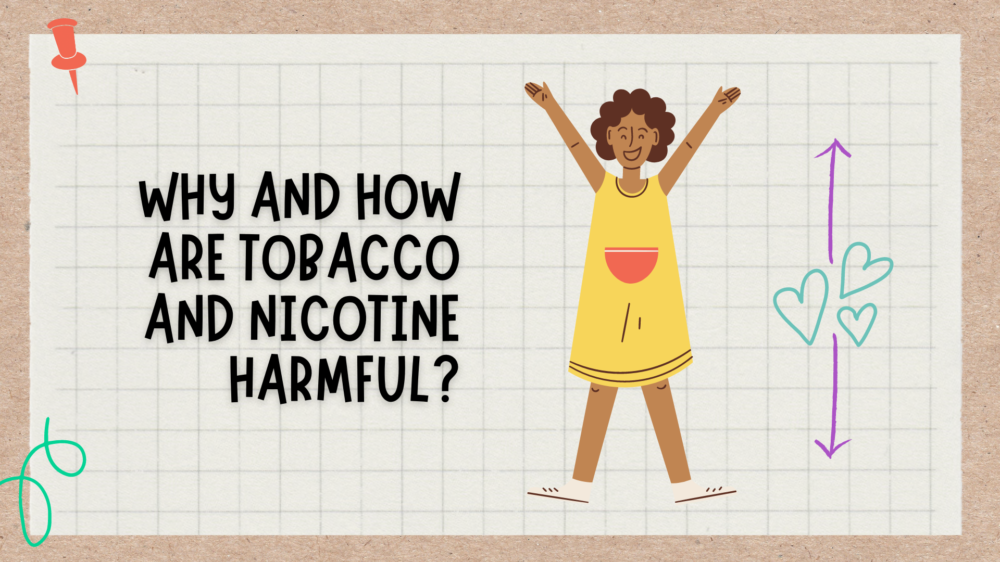 WHY AND HOW
ARE TOBACCO
AND NICOTINE
HARMFUL?